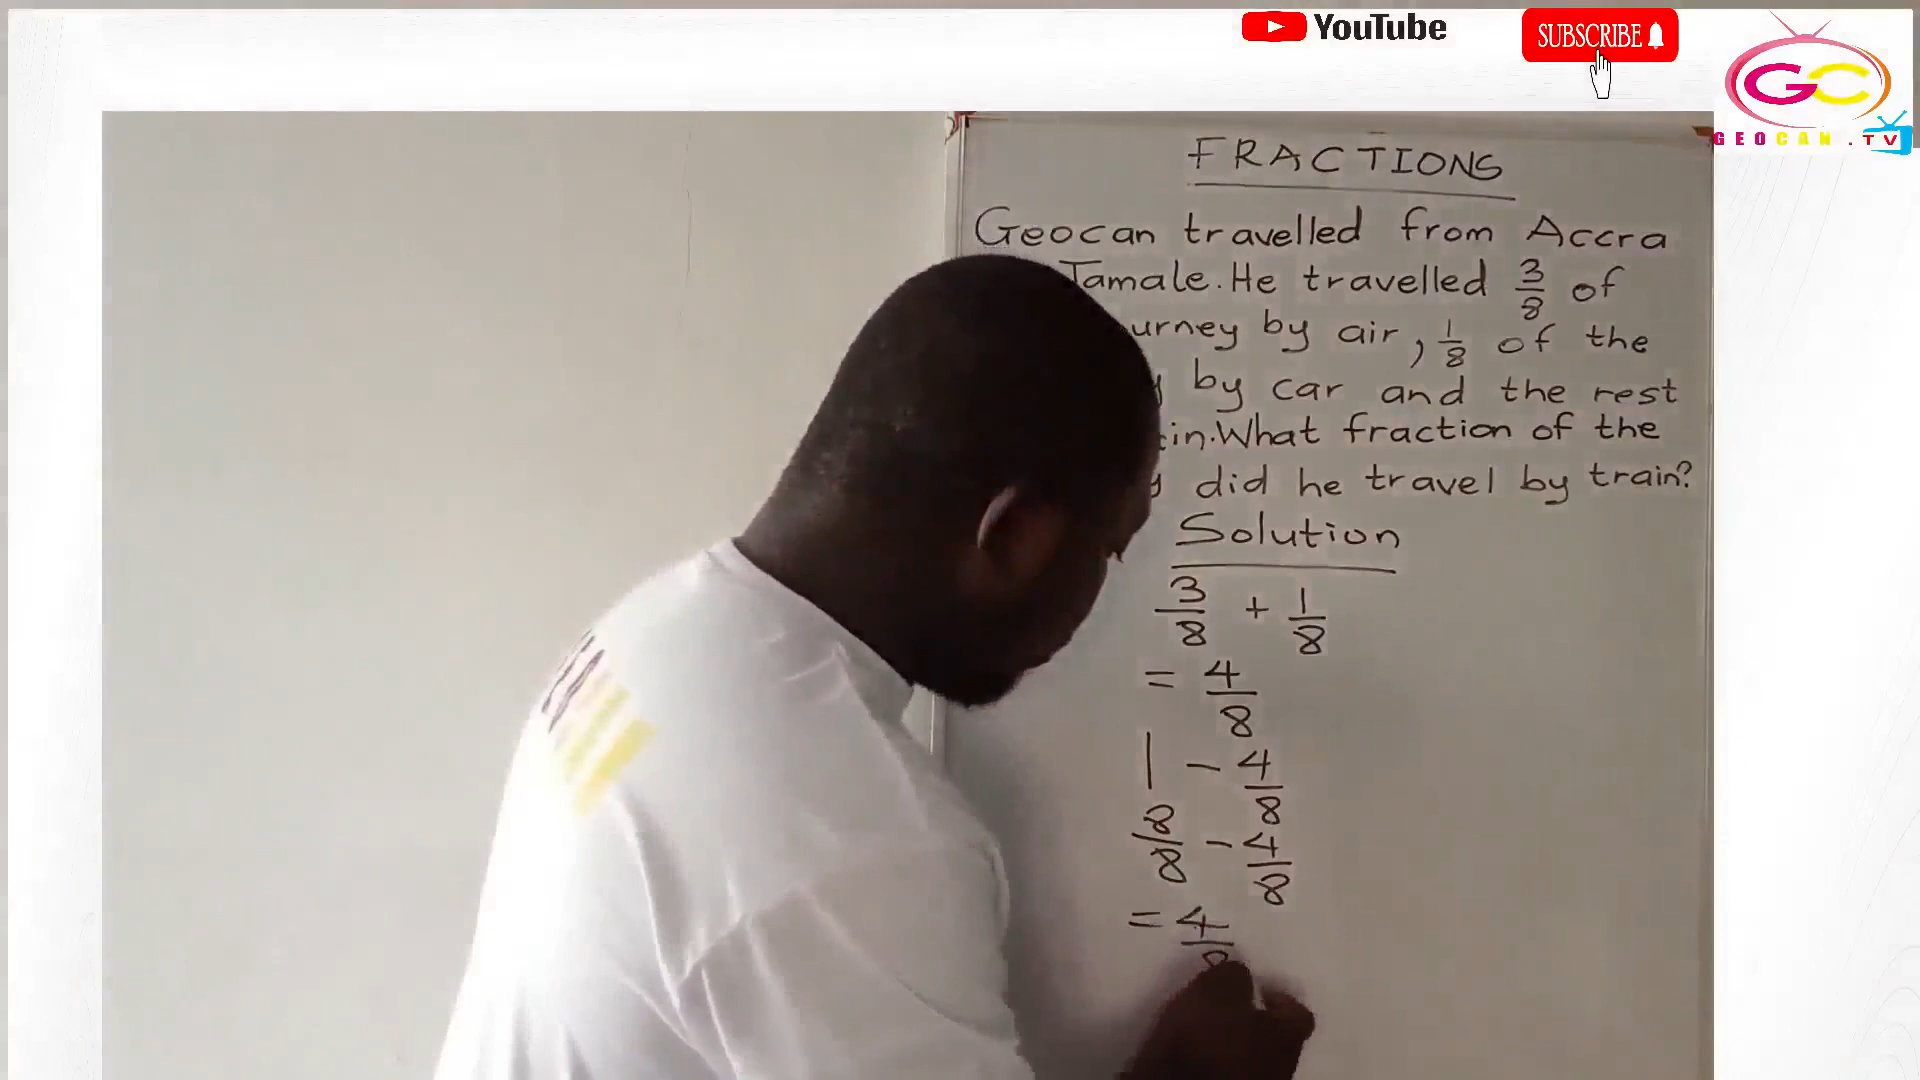 YouTube
SUBSCRIBE
GC
GEOCAN.TV
FRACTIONS
Geocan travelled from Accra
Tamale. He travelled 3/8 of
by air, 1/8 of the
by car and the rest
What fraction of the
did he travel by train?
Solution
3/8 + 1/8
= 4/8
1 - 4/8
8/8 - 4/8
= 4/8